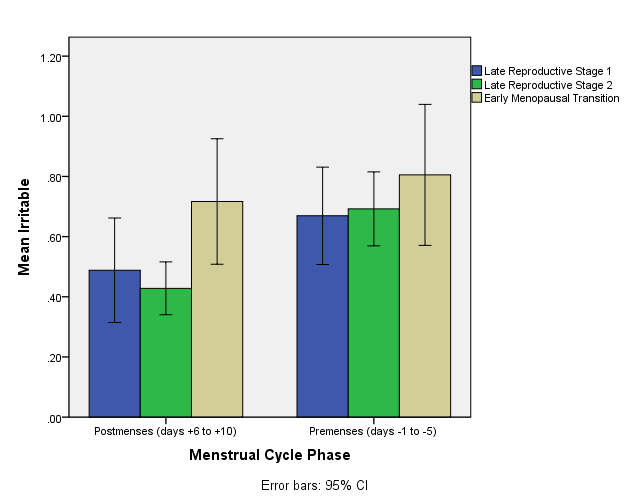 1.20
1.00
.80
.60
.40
.20
.00
Mean Irritable
Late Reproductive Stage 1
Late Reproductive Stage 2
Early Menopausal Transition
Postmenses (days +6 to +10)
Premenses (days -1 to -5)
Menstrual Cycle Phase
Error bars: 95% CI